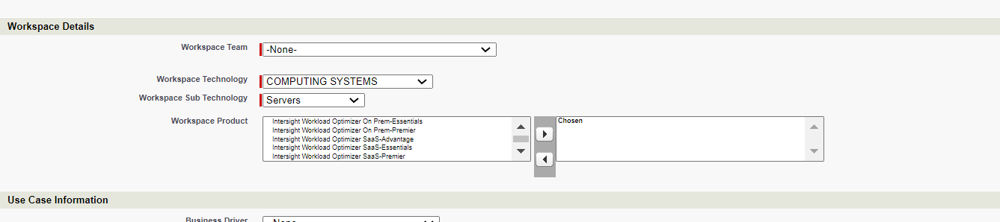 Workspace Details
Workspace Team
-None-
Workspace Technology
COMPUTING SYSTEMS
Workspace Sub Technology
Servers
Workspace Product
Intersight Workload Optimizer On Prem-Essentials
Intersight Workload Optimizer On Prem-Premier
Intersight Workload Optimizer SaaS-Advantage
Intersight Workload Optimizer SaaS-Essentials
Intersight Workload Optimizer SaaS-Premier
Chosen
Use Case Information
Business Driver
-None-